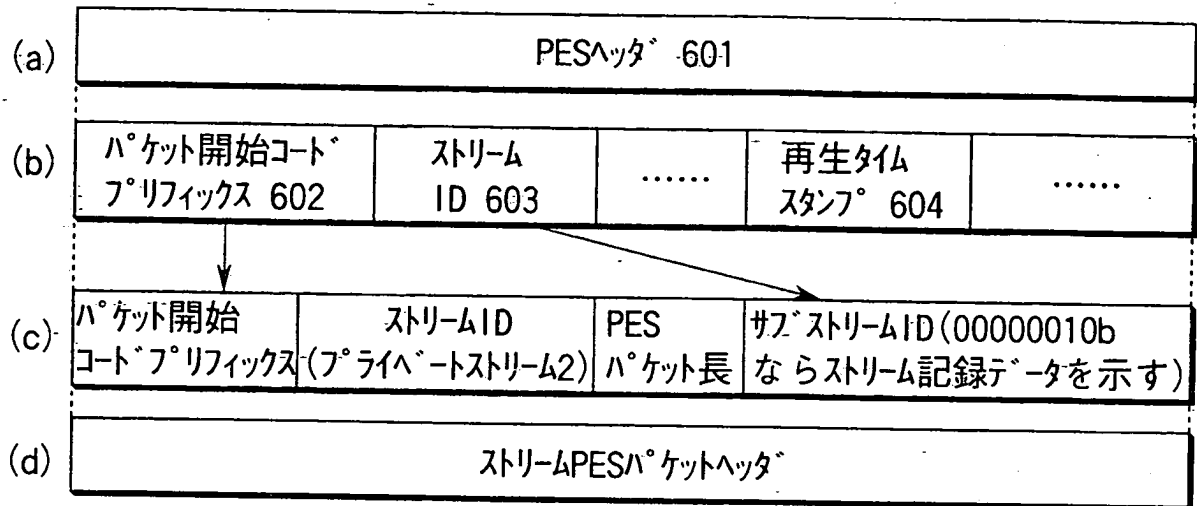 (a)
PESヘッダ 601
(b)
パケット開始コード
プリフィックス 602
ストリーム
ID 603
……
再生タイム
スタンプ 604
……
(c)
パケット開始
コードプリフィックス
ストリームID
(プライベートストリーム2)
PES
パケット長
サブストリームID(00000010b
ならストリーム記録データを示す)
(d)
ストリームPESパケットヘッダ